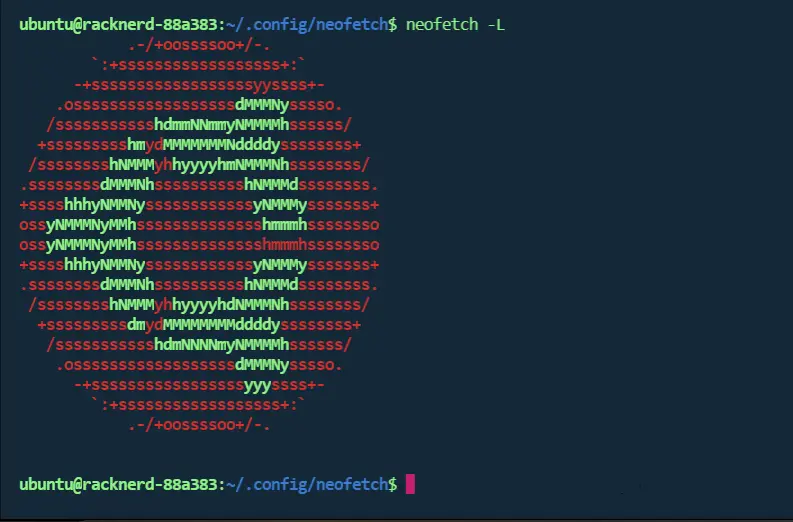 ubuntu@racknerd-88a383:~/.config/neofetch$ neofetch -L
            .-/+oossssoo+/-.
        `:+ssssssssssssssssss+:`
      -+ssssssssssssssssssyyssss+-
    .ossssssssssssssssssdMMMNysssso.
   /ssssssssssshdmmNNmmyNMMMMhssssss/
  +ssssssssshmydMMMMMMMNddddyssssssss+
 /sssssssshNMMMyhhyyyyhmNMMMNhssssssss/
.ssssssssdMMMNhsssssssssshNMMMdssssssss.
+sssshhhyNMMNyssssssssssssyNMMMysssssss+
ossyNMMMNyMMhsssssssssssssshmmmhssssssso
ossyNMMMNyMMhsssssssssssssshmmmhssssssso
+sssshhhyNMMNyssssssssssssyNMMMysssssss+
.ssssssssdMMMNhsssssssssshNMMMdssssssss.
 /sssssssshNMMMyhhyyyyhdNMMMNhssssssss/
  +sssssssssdmydMMMMMMMMddddyssssssss+
   /ssssssssssshdmNNNNmyNMMMMhssssss/
    .ossssssssssssssssssdMMMNysssso.
      -+sssssssssssssssssyyyssss+-
        `:+ssssssssssssssssss+:`
            .-/+oossssoo+/-.
ubuntu@racknerd-88a383:~/.config/neofetch$